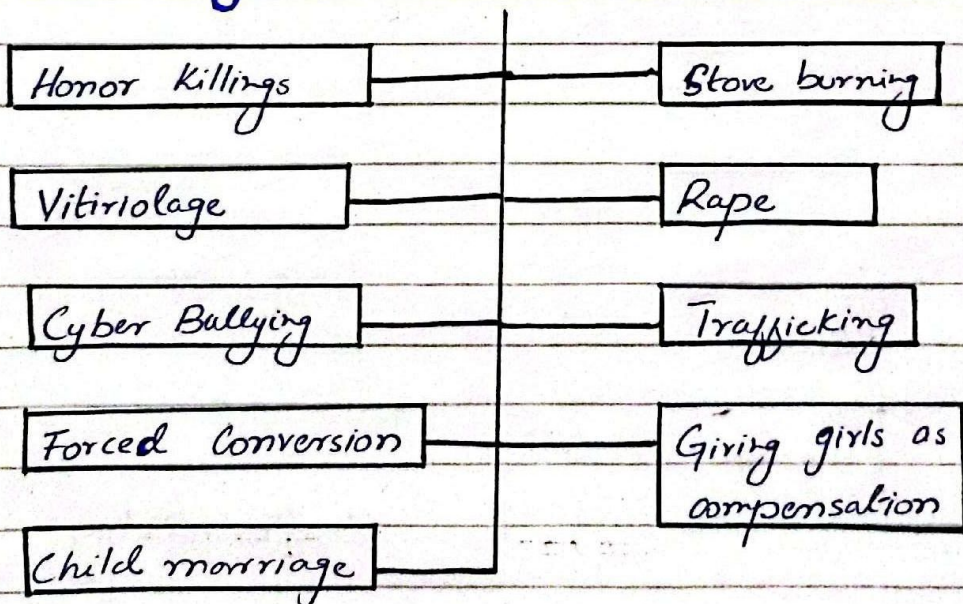 Honor Killings
Stove burning
Vitiriolage
Rape
Cyber Bullying
Trafficking
Forced Conversion
Giving girls as
compensation
Child marriage